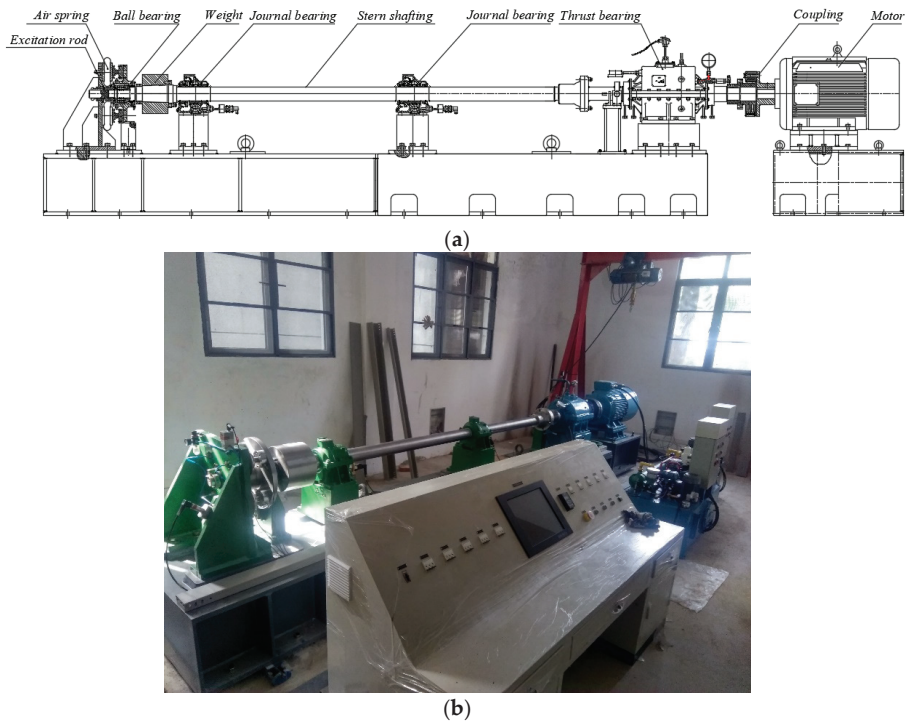 Air spring Ball bearing Weight Journal bearing Stern shafting Journal bearing Thrust bearing Coupling Motor
Excitation rod
(a)
(b)